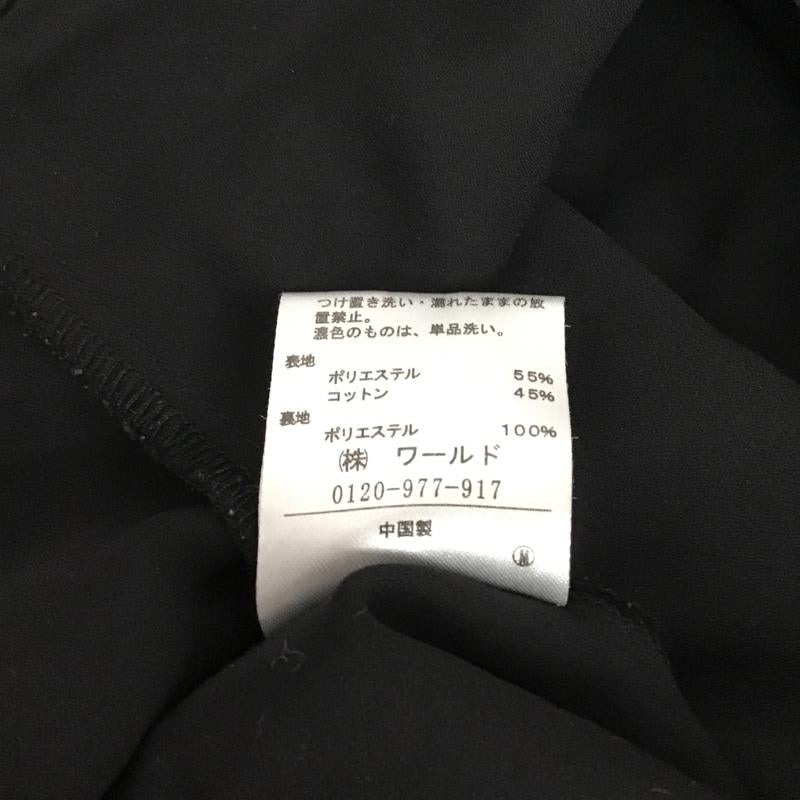 つけ置き洗い・濡れたままの放
置禁止。
濃色のものは、単品洗い。
表地
ポリエステル 55%
コットン 45%
裏地
ポリエステル 100%
㈱ ワールド
0120-977-917
中国製
Ⓜ